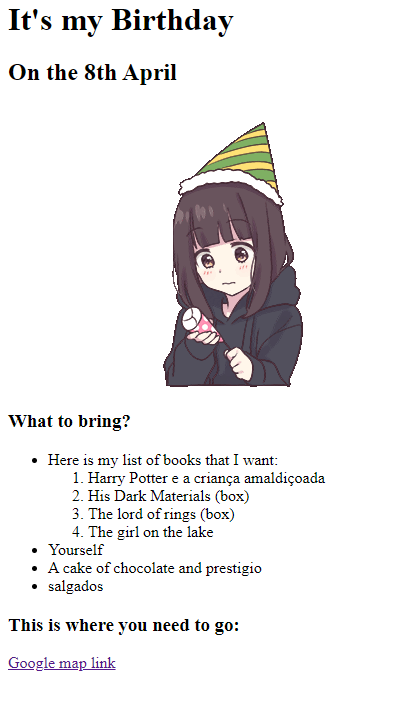 It's my Birthday
On the 8th April
What to bring?
Here is my list of books that I want:
1. Harry Potter e a criança amaldiçoada
2. His Dark Materials (box)
3. The lord of rings (box)
4. The girl on the lake
Yourself
A cake of chocolate and prestigio
salgados
This is where you need to go:
Google map link